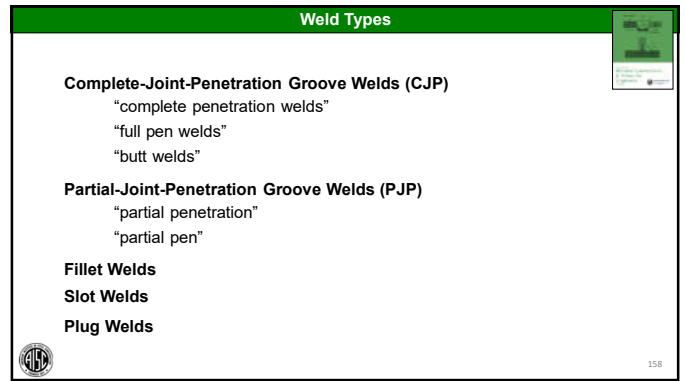 Weld Types
Complete-Joint-Penetration Groove Welds (CJP)
“complete penetration welds”
“full pen welds”
“butt welds”
Partial-Joint-Penetration Groove Welds (PJP)
“partial penetration”
“partial pen”
Fillet Welds
Slot Welds
Plug Welds
AISC
158